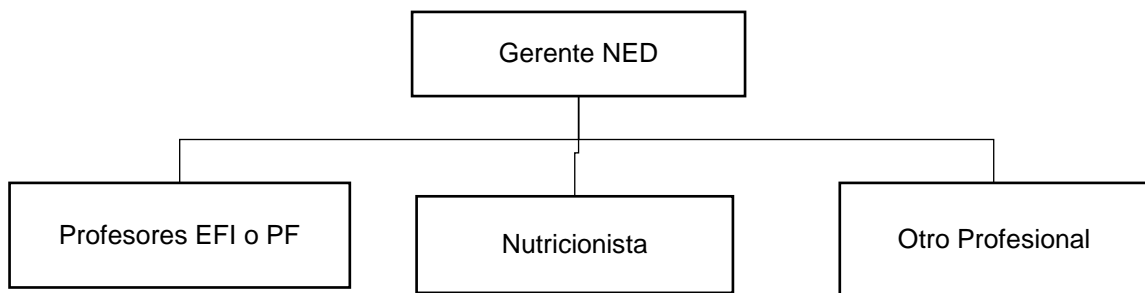 Gerente NED
Profesores EFI o PF
Nutricionista
Otro Profesional